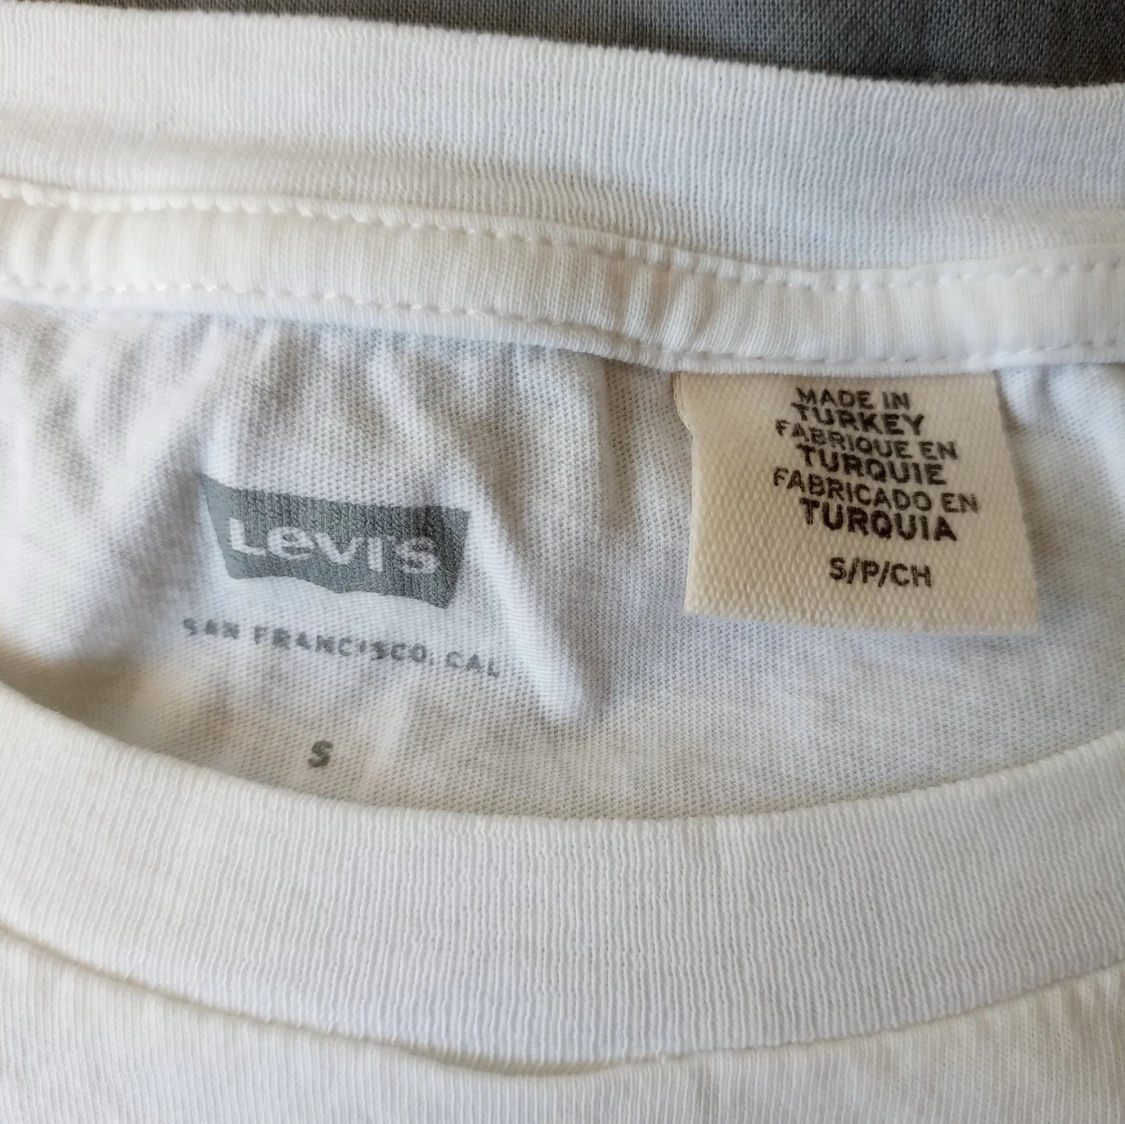 Levi's
SAN FRANCISCO, CAL
S
MADE IN
TURKEY
FABRIQUE EN
TURQUIE
FABRICADO EN
TURQUIA
S/P/CH